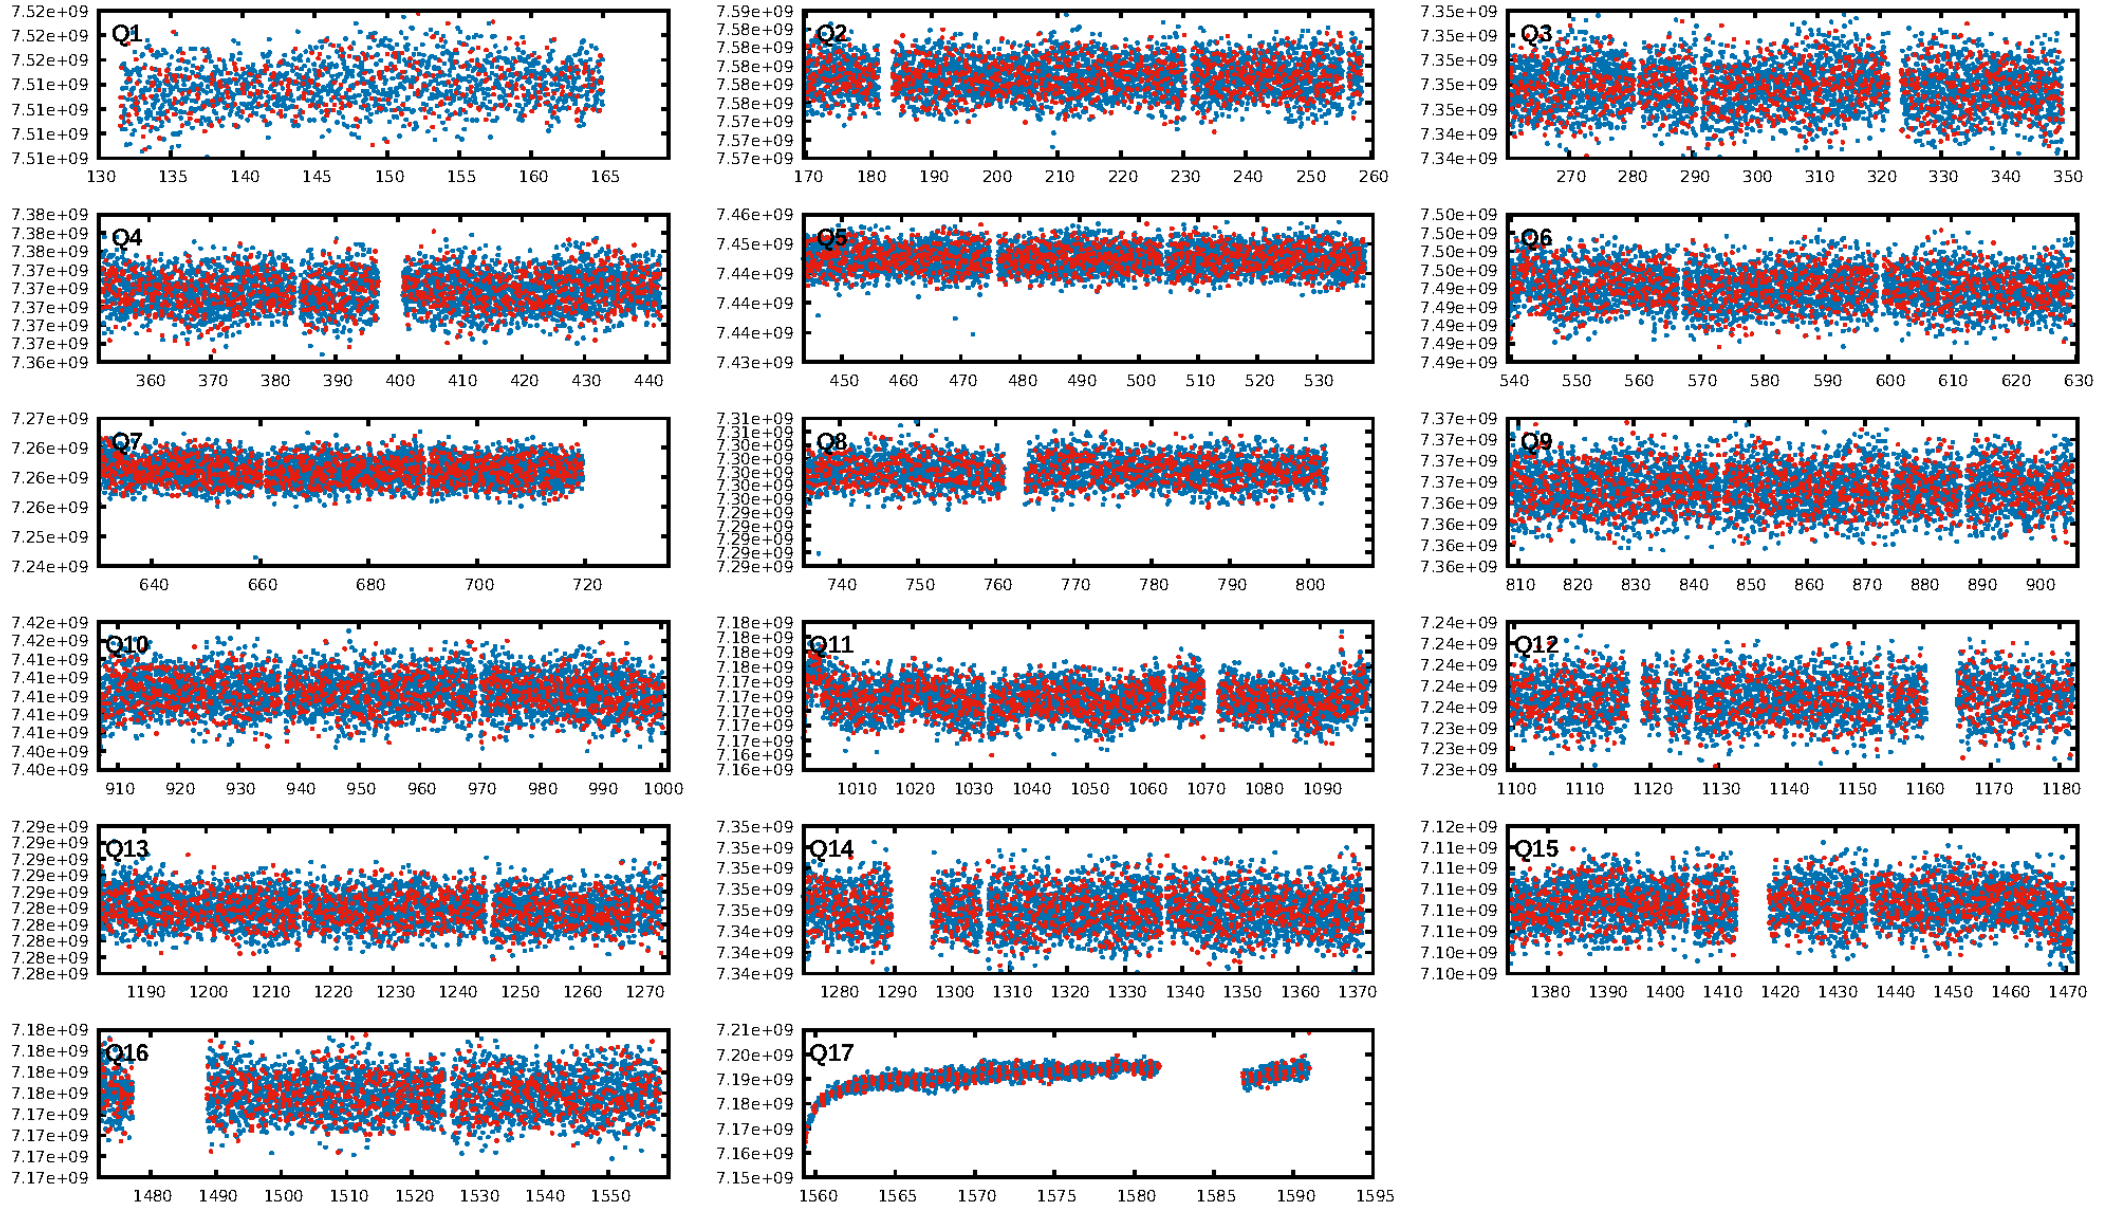 Q1
7.52e+09
7.52e+09
7.52e+09
7.51e+09
7.51e+09
7.51e+09
7.51e+09
130 135 140 145 150 155 160 165
Q2
7.59e+09
7.58e+09
7.58e+09
7.58e+09
7.58e+09
7.58e+09
7.57e+09
7.57e+09
7.57e+09
170 180 190 200 210 220 230 240 250 260
Q3
7.35e+09
7.35e+09
7.35e+09
7.35e+09
7.35e+09
7.34e+09
7.34e+09
270 280 290 300 310 320 330 340 350
Q4
7.38e+09
7.38e+09
7.38e+09
7.37e+09
7.37e+09
7.37e+09
7.37e+09
7.37e+09
7.36e+09
360 370 380 390 400 410 420 430 440
Q5
7.46e+09
7.45e+09
7.44e+09
7.44e+09
7.44e+09
7.43e+09
450 460 470 480 490 500 510 520 530
Q6
7.50e+09
7.50e+09
7.50e+09
7.50e+09
7.49e+09
7.49e+09
7.49e+09
7.49e+09
7.49e+09
540 550 560 570 580 590 600 610 620 630
Q7
7.27e+09
7.26e+09
7.26e+09
7.26e+09
7.25e+09
7.24e+09
640 660 680 700 720
Q8
7.31e+09
7.31e+09
7.30e+09
7.30e+09
7.30e+09
7.30e+09
7.30e+09
7.29e+09
7.29e+09
7.29e+09
7.29e+09
7.29e+09
740 750 760 770 780 790 800
Q9
7.37e+09
7.37e+09
7.37e+09
7.37e+09
7.36e+09
7.36e+09
7.36e+09
7.36e+09
810 820 830 840 850 860 870 880 890 900
Q10
7.42e+09
7.42e+09
7.41e+09
7.41e+09
7.41e+09
7.41e+09
7.41e+09
7.40e+09
7.40e+09
910 920 930 940 950 960 970 980 990 1000
Q11
7.18e+09
7.18e+09
7.18e+09
7.18e+09
7.17e+09
7.17e+09
7.17e+09
7.17e+09
7.17e+09
7.16e+09
7.16e+09
1010 1020 1030 1040 1050 1060 1070 1080 1090
Q12
7.24e+09
7.24e+09
7.24e+09
7.24e+09
7.24e+09
7.23e+09
7.23e+09
7.23e+09
1100 1110 1120 1130 1140 1150 1160 1170 1180
Q13
7.29e+09
7.29e+09
7.29e+09
7.29e+09
7.29e+09
7.28e+09
7.28e+09
7.28e+09
7.28e+09
7.28e+09
1190 1200 1210 1220 1230 1240 1250 1260 1270
Q14
7.35e+09
7.35e+09
7.35e+09
7.35e+09
7.35e+09
7.34e+09
7.34e+09
7.34e+09
1280 1290 1300 1310 1320 1330 1340 1350 1360 1370
Q15
7.12e+09
7.11e+09
7.11e+09
7.11e+09
7.11e+09
7.11e+09
7.10e+09
7.10e+09
1380 1390 1400 1410 1420 1430 1440 1450 1460 1470
Q16
7.18e+09
7.18e+09
7.18e+09
7.18e+09
7.17e+09
7.17e+09
7.17e+09
7.17e+09
1480 1490 1500 1510 1520 1530 1540 1550
Q17
7.21e+09
7.20e+09
7.19e+09
7.18e+09
7.17e+09
7.16e+09
7.15e+09
1560 1565 1570 1575 1580 1585 1590 1595